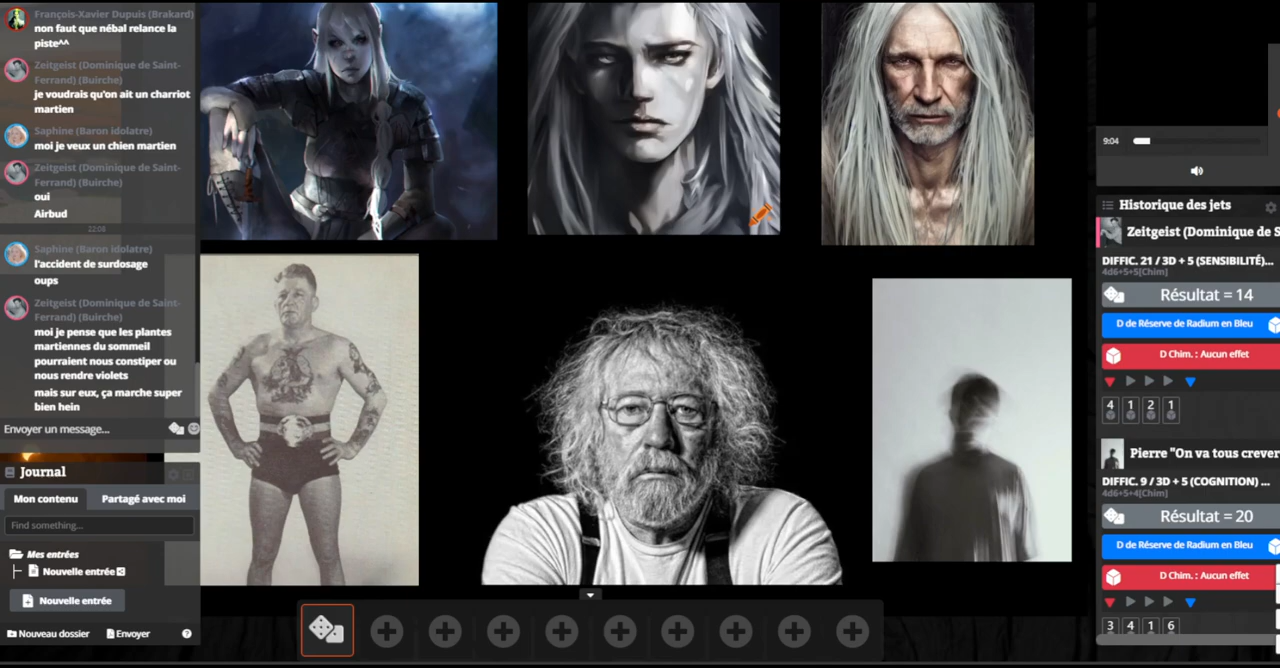 François-Xavier Dupuis (Brakard)
non faut que nébal relance la
piste^^
Zeitgeist (Dominique de Saint-
Ferrand) (Buirche)
je voudrais qu'on ait un charriot
martien
Saphine (Baron idolatre)
moi je veux un chien martien
Zeitgeist (Dominique de Saint-
Ferrand) (Buirche)
oui
Airbud
22:08
Saphine (Baron idolatre)
l'accident de surdosage
oups
Zeitgeist (Dominique de Saint-
Ferrand) (Buirche)
moi je pense que les plantes
martiennes du sommeil
pourraient nous constiper ou
nous rendre violets
mais sur eux, ça marche super
bien hein
Envoyer un message...
Journal
Mon contenu
Partagé avec moi
Find something...
Mes entrées
Nouvelle entrée
Nouvelle entrée
Nouveau dossier
Envoyer
?
9:04
Historique des jets
Zeitgeist (Dominique de S
DIFFIC. 21 / 3D + 5 (SENSIBILITÉ)...
4d6+5+5[Chim]
Résultat = 14
D de Réserve de Radium en Bleu
D Chim. : Aucun effet
4 1 2 1
Pierre "On va tous crever
DIFFIC. 9 / 3D + 5 (COGNITION) ...
4d6+5+4[Chim]
Résultat = 20
D de Réserve de Radium en Bleu
D Chim. : Aucun effet
3 4 1 6